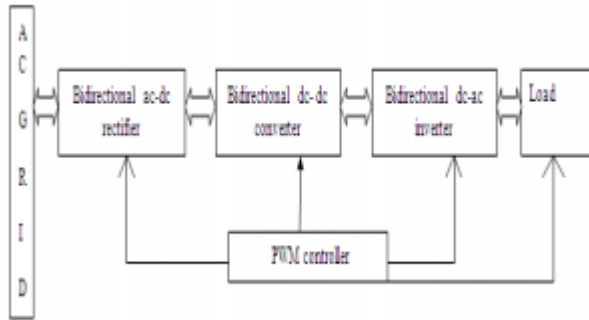 A
C
G
R
I
D
Bidirectional ac-dc
rectifier
Bidirectional dc-dc
converter
Bidirectional dc-ac
inverter
Load
PWM controller